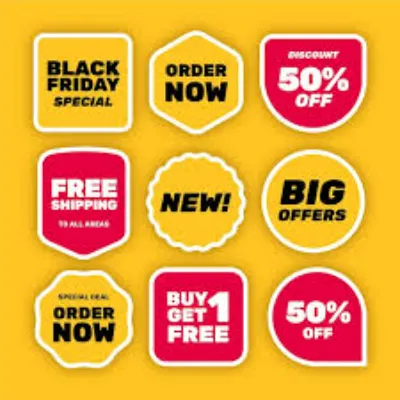 BLACK
FRIDAY
SPECIAL
ORDER
NOW
DISCOUNT
50%
OFF
FREE
SHIPPING
TO ALL AREAS
NEW!
BIG
OFFERS
SPECIAL DEAL
ORDER
NOW
BUY 1
GET
FREE
50%
OFF